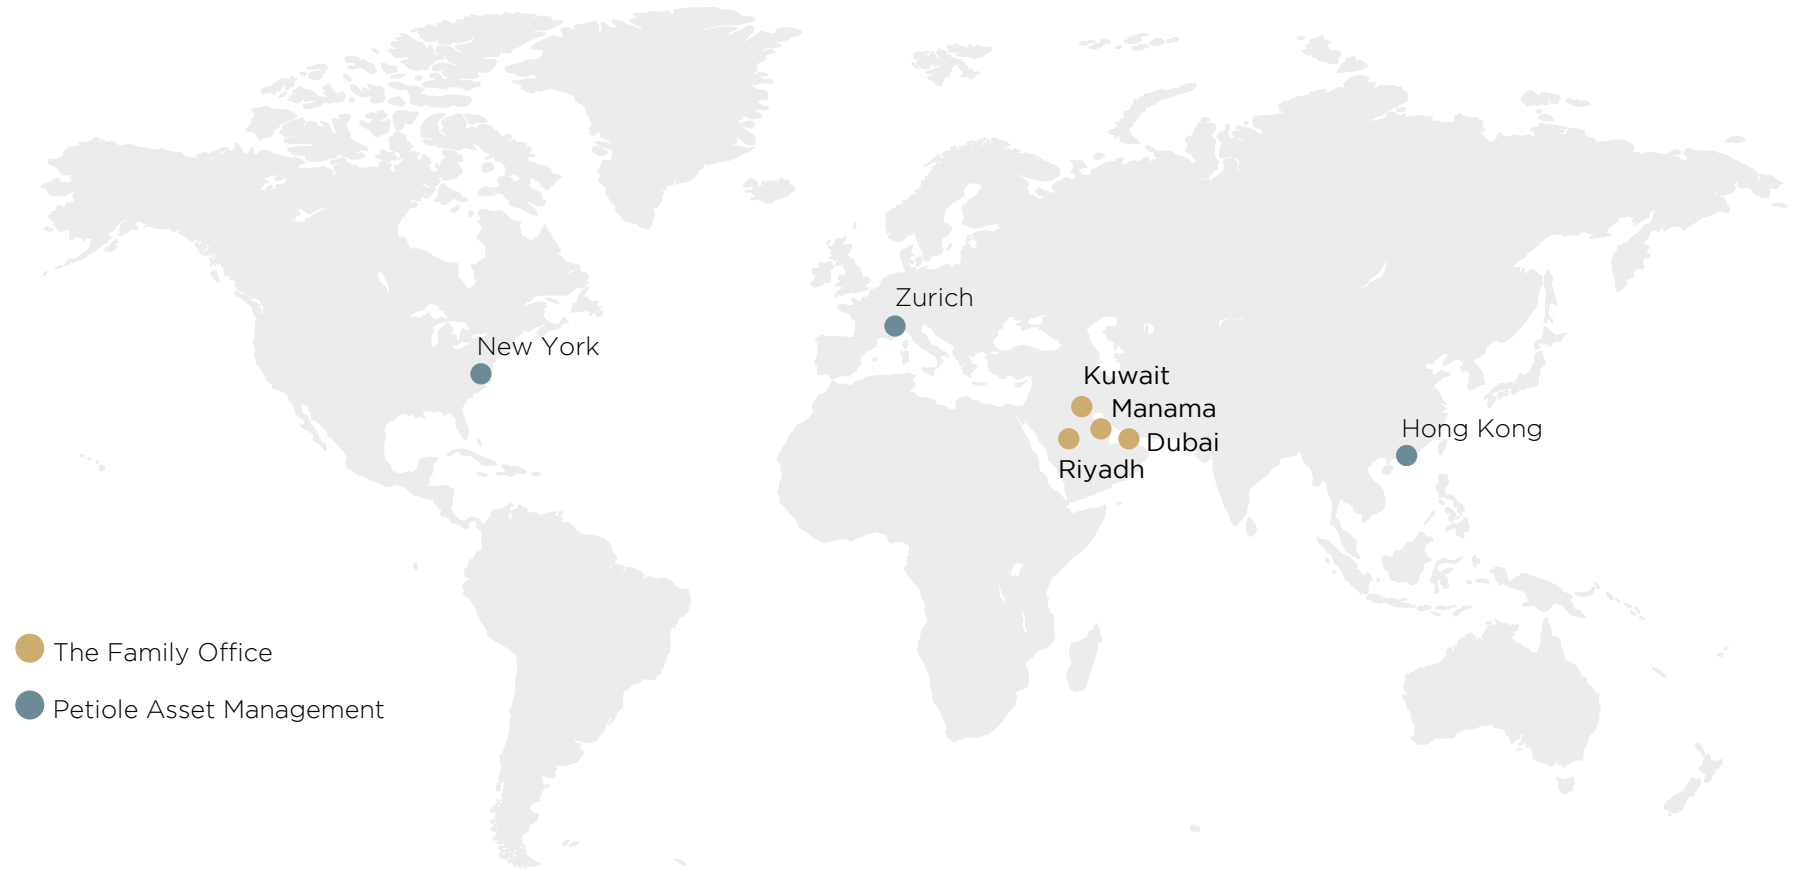 Zurich
New York
Kuwait
Manama
Hong Kong
Dubai
Riyadh
The Family Office
Petiole Asset Management